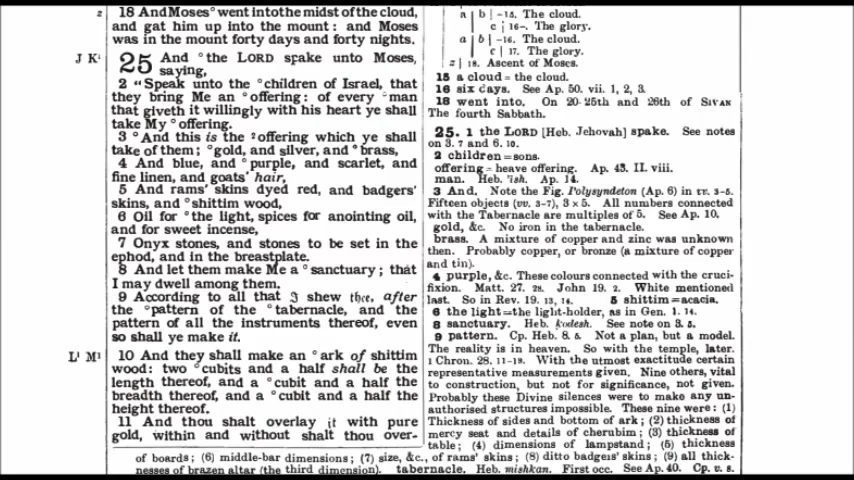 z
18 And Moses° went into the midst of the cloud,
and gat him up into the mount: and Moses
was in the mount forty days and forty nights.
J K¹
25 And °the LORD spake unto Moses,
saying,
2 "Speak unto the °children of Israel, that
they bring Me an °offering: of every °man
that giveth it willingly with his heart ye shall
take My °offering.
3 °And this is the ²offering which ye shall
take of them; °gold, and silver, and °brass,
4 And blue, and °purple, and scarlet, and
fine linen, and goats' hair,
5 And rams' skins dyed red, and badgers'
skins, and °shittim wood,
6 Oil for °the light, spices for anointing oil,
and for sweet incense,
7 Onyx stones, and stones to be set in the
ephod, and in the breastplate.
8 And let them make Me a °sanctuary; that
I may dwell among them.
9 According to all that I shew thee, after
the °pattern of the °tabernacle, and the
pattern of all the instruments thereof, even
so shall ye make it.
L¹ M¹
10 And they shall make an °ark of shittim
wood: two °cubits and a half shall be the
length thereof, and a °cubit and a half the
breadth thereof, and a °cubit and a half the
height thereof.
11 And thou shalt overlay it with pure
gold, within and without shalt thou over-
a | b | -15. The cloud.
c | 16-. The glory.
a | b | -16. The cloud.
c | 17. The glory.
z | 18. Ascent of Moses.
15 a cloud = the cloud.
16 six days. See Ap. 50. vii. 1, 2, 3.
18 went into. On 20-25th and 26th of SIVAN
The fourth Sabbath.
25. 1 the LORD [Heb. Jehovah] spake. See notes
on 3. 7 and 6. 10.
2 children=sons.
offering = heave offering. Ap. 43. II. viii.
man. Heb. 'ish. Ap. 14.
3 And. Note the Fig. Polysyndeton (Ap. 6) in vv. 3-5.
Fifteen objects (vv. 3-7), 3 × 5. All numbers connected
with the Tabernacle are multiples of 5. See Ap. 10.
gold, &c. No iron in the tabernacle.
brass. A mixture of copper and zinc was unknown
then. Probably copper, or bronze (a mixture of copper
and tin).
4 purple, &c. These colours connected with the cruci-
fixion. Matt. 27. 28. John 19. 2. White mentioned
last. So in Rev. 19. 13, 14. 5 shittim=acacia.
6 the light=the light-holder, as in Gen. 1. 14.
8 sanctuary. Heb. ḳodesh. See note on 3. 5.
9 pattern. Cp. Heb. 8. 5. Not a plan, but a model.
The reality is in heaven. So with the temple, later.
1 Chron. 28. 11-19. With the utmost exactitude certain
representative measurements given. Nine others, vital
to construction, but not for significance, not given.
Probably these Divine silences were to make any un-
authorised structures impossible. These nine were: (1)
Thickness of sides and bottom of ark; (2) thickness of
mercy seat and details of cherubim; (3) thickness of
table; (4) dimensions of lampstand; (5) thickness
of boards; (6) middle-bar dimensions; (7) size, &c., of rams' skins; (8) ditto badgers' skins; (9) all thick-
nesses of brazen altar (the third dimension). tabernacle. Heb. mishkan. First occ. See Ap. 40. Cp. v. 8.